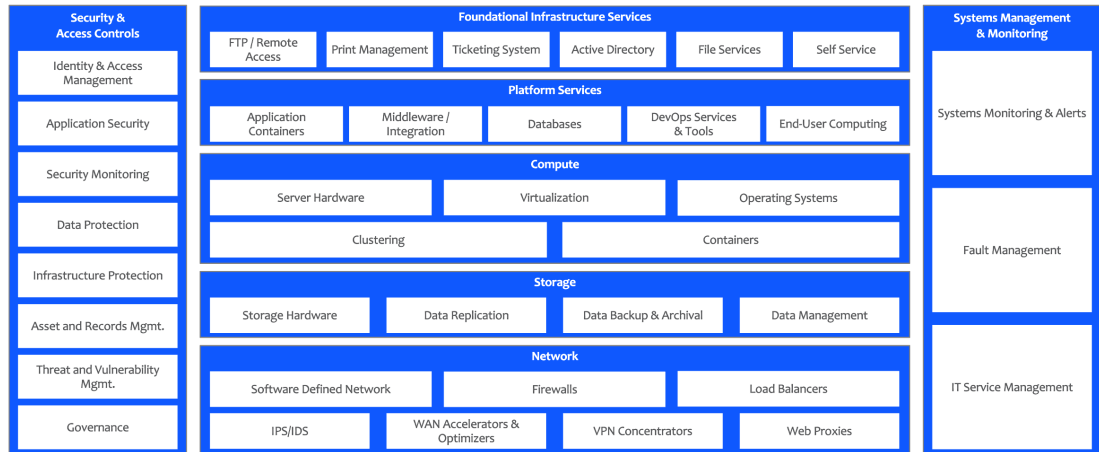 Security &
Access Controls
Identity & Access
Management
Application Security
Security Monitoring
Data Protection
Infrastructure Protection
Asset and Records Mgmt.
Threat and Vulnerability
Mgmt.
Governance
Foundational Infrastructure Services
FTP / Remote
Access
Print Management
Ticketing System
Active Directory
File Services
Self Service
Platform Services
Application
Containers
Middleware /
Integration
Databases
DevOps Services
& Tools
End-User Computing
Compute
Server Hardware
Virtualization
Operating Systems
Clustering
Containers
Storage
Storage Hardware
Data Replication
Data Backup & Archival
Data Management
Network
Software Defined Network
Firewalls
Load Balancers
IPS/IDS
WAN Accelerators &
Optimizers
VPN Concentrators
Web Proxies
Systems Management
& Monitoring
Systems Monitoring & Alerts
Fault Management
IT Service Management